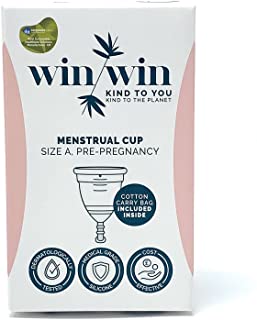 win win
KIND TO YOU
KIND TO THE PLANET
MENSTRUAL CUP
SIZE A, PRE-PREGNANCY
COTTON
CARRY BAG
INCLUDED
INSIDE
DERMATOLOGICALLY
TESTED
MEDICAL GRADE
SILICONE
COST
EFFECTIVE